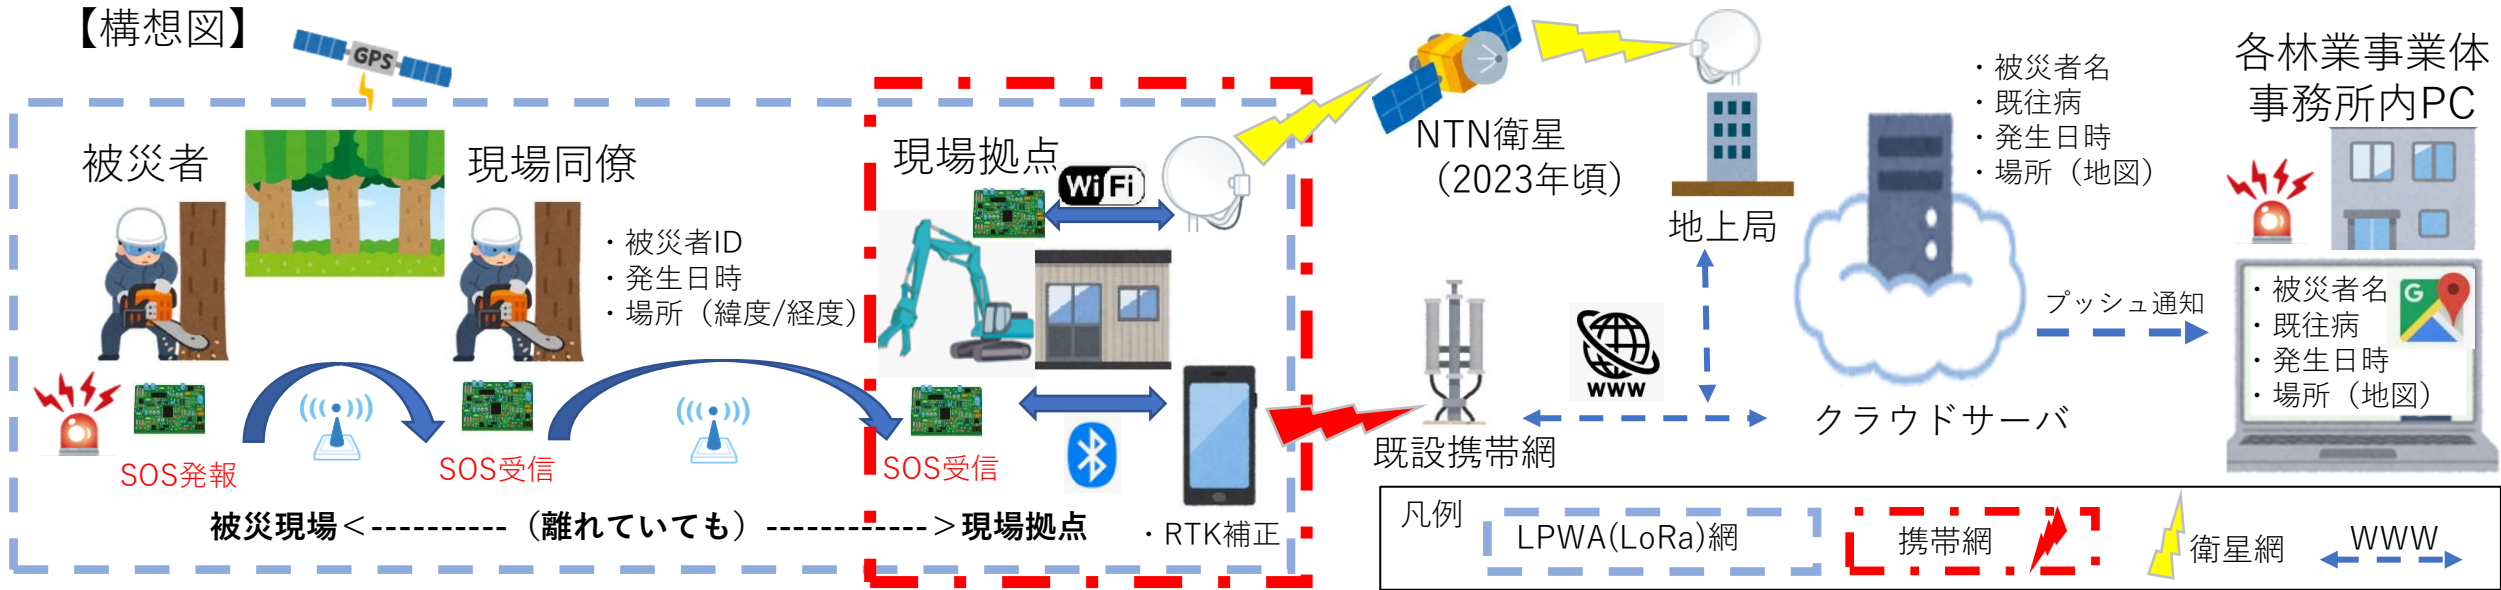 【構想図】
GPS
被災者
現場同僚
・被災者ID
・発生日時
・場所（緯度/経度）
SOS発報
SOS受信
現場拠点
WiFi
SOS受信
・RTK補正
被災現場<----------（離れていても）------------>現場拠点
NTN衛星
（2023年頃）
地上局
既設携帯網
WWW
・被災者名
・既往病
・発生日時
・場所（地図）
クラウドサーバ
プッシュ通知
各林業事業体
事務所内PC
・被災者名
・既往病
・発生日時
・場所（地図）
G
凡例
LPWA(LoRa)網
携帯網
衛星網
WWW